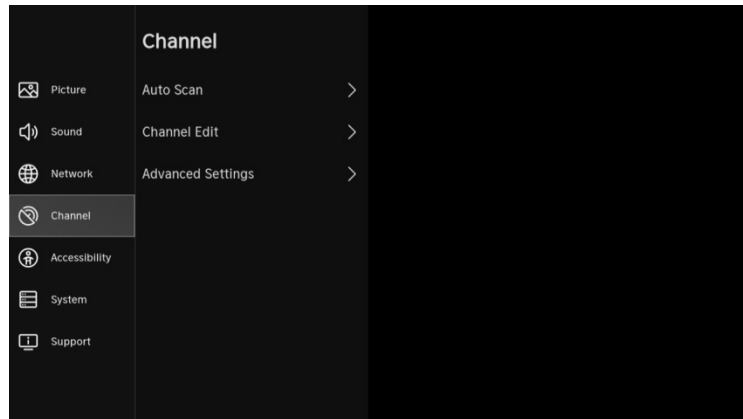 Channel
Picture
Auto Scan
Sound
Channel Edit
Network
Advanced Settings
Channel
Accessibility
System
Support